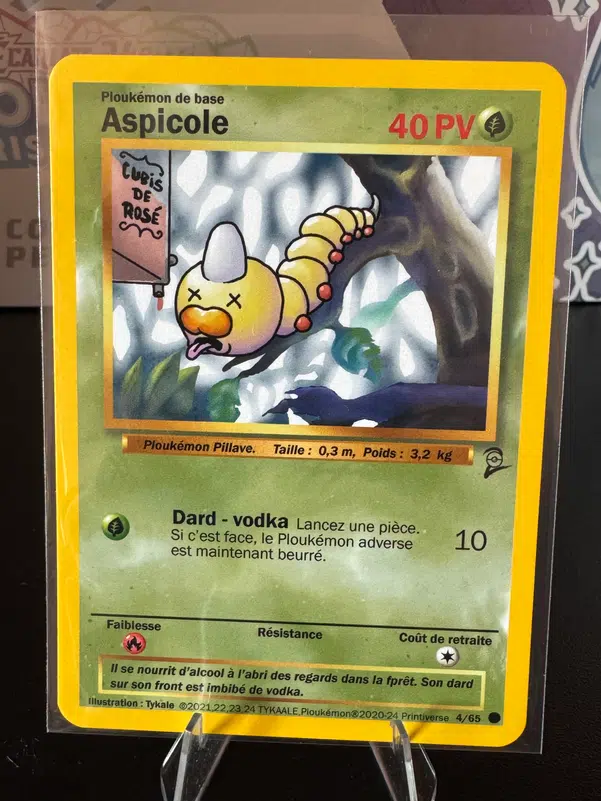 Ploukémon de base
Aspicole
40 PV
CUBIS
DE
ROSÉ
Ploukémon Pillave. Taille : 0,3 m, Poids : 3,2 kg
Dard - vodka Lancez une pièce.
Si c'est face, le Ploukémon adverse
est maintenant beurré.
10
Faiblesse
Résistance
Coût de retraite
Il se nourrit d'alcool à l'abri des regards dans la fprêt. Son dard
sur son front est imbibé de vodka.
Illustration : Tykale ©2021,22,23,24 TYKAALE Ploukémon®2020-24 Printiverse 4/65